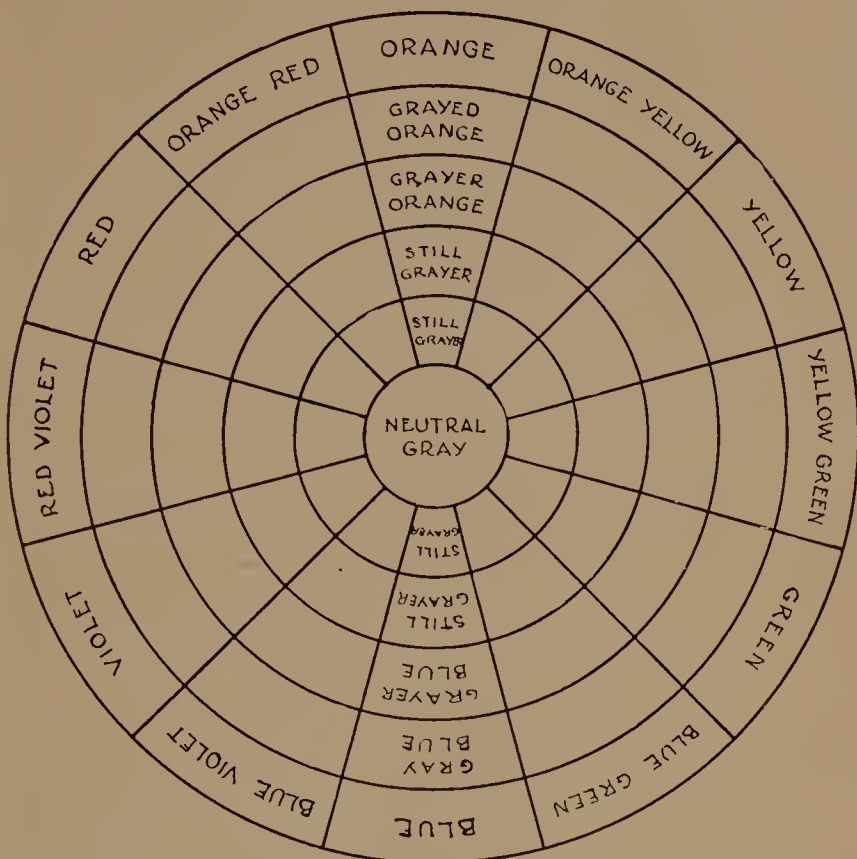 ORANGE
ORANGE YELLOW
YELLOW
YELLOW GREEN
GREEN
BLUE GREEN
BLUE
BLUE VIOLET
VIOLET
RED VIOLET
RED
ORANGE RED
GRAYED
ORANGE
GRAYER
ORANGE
STILL
GRAYER
STILL
GRAYER
NEUTRAL
GRAY
STILL
GRAYER
STILL
GRAYER
GRAYER
BLUE
GRAY
BLUE